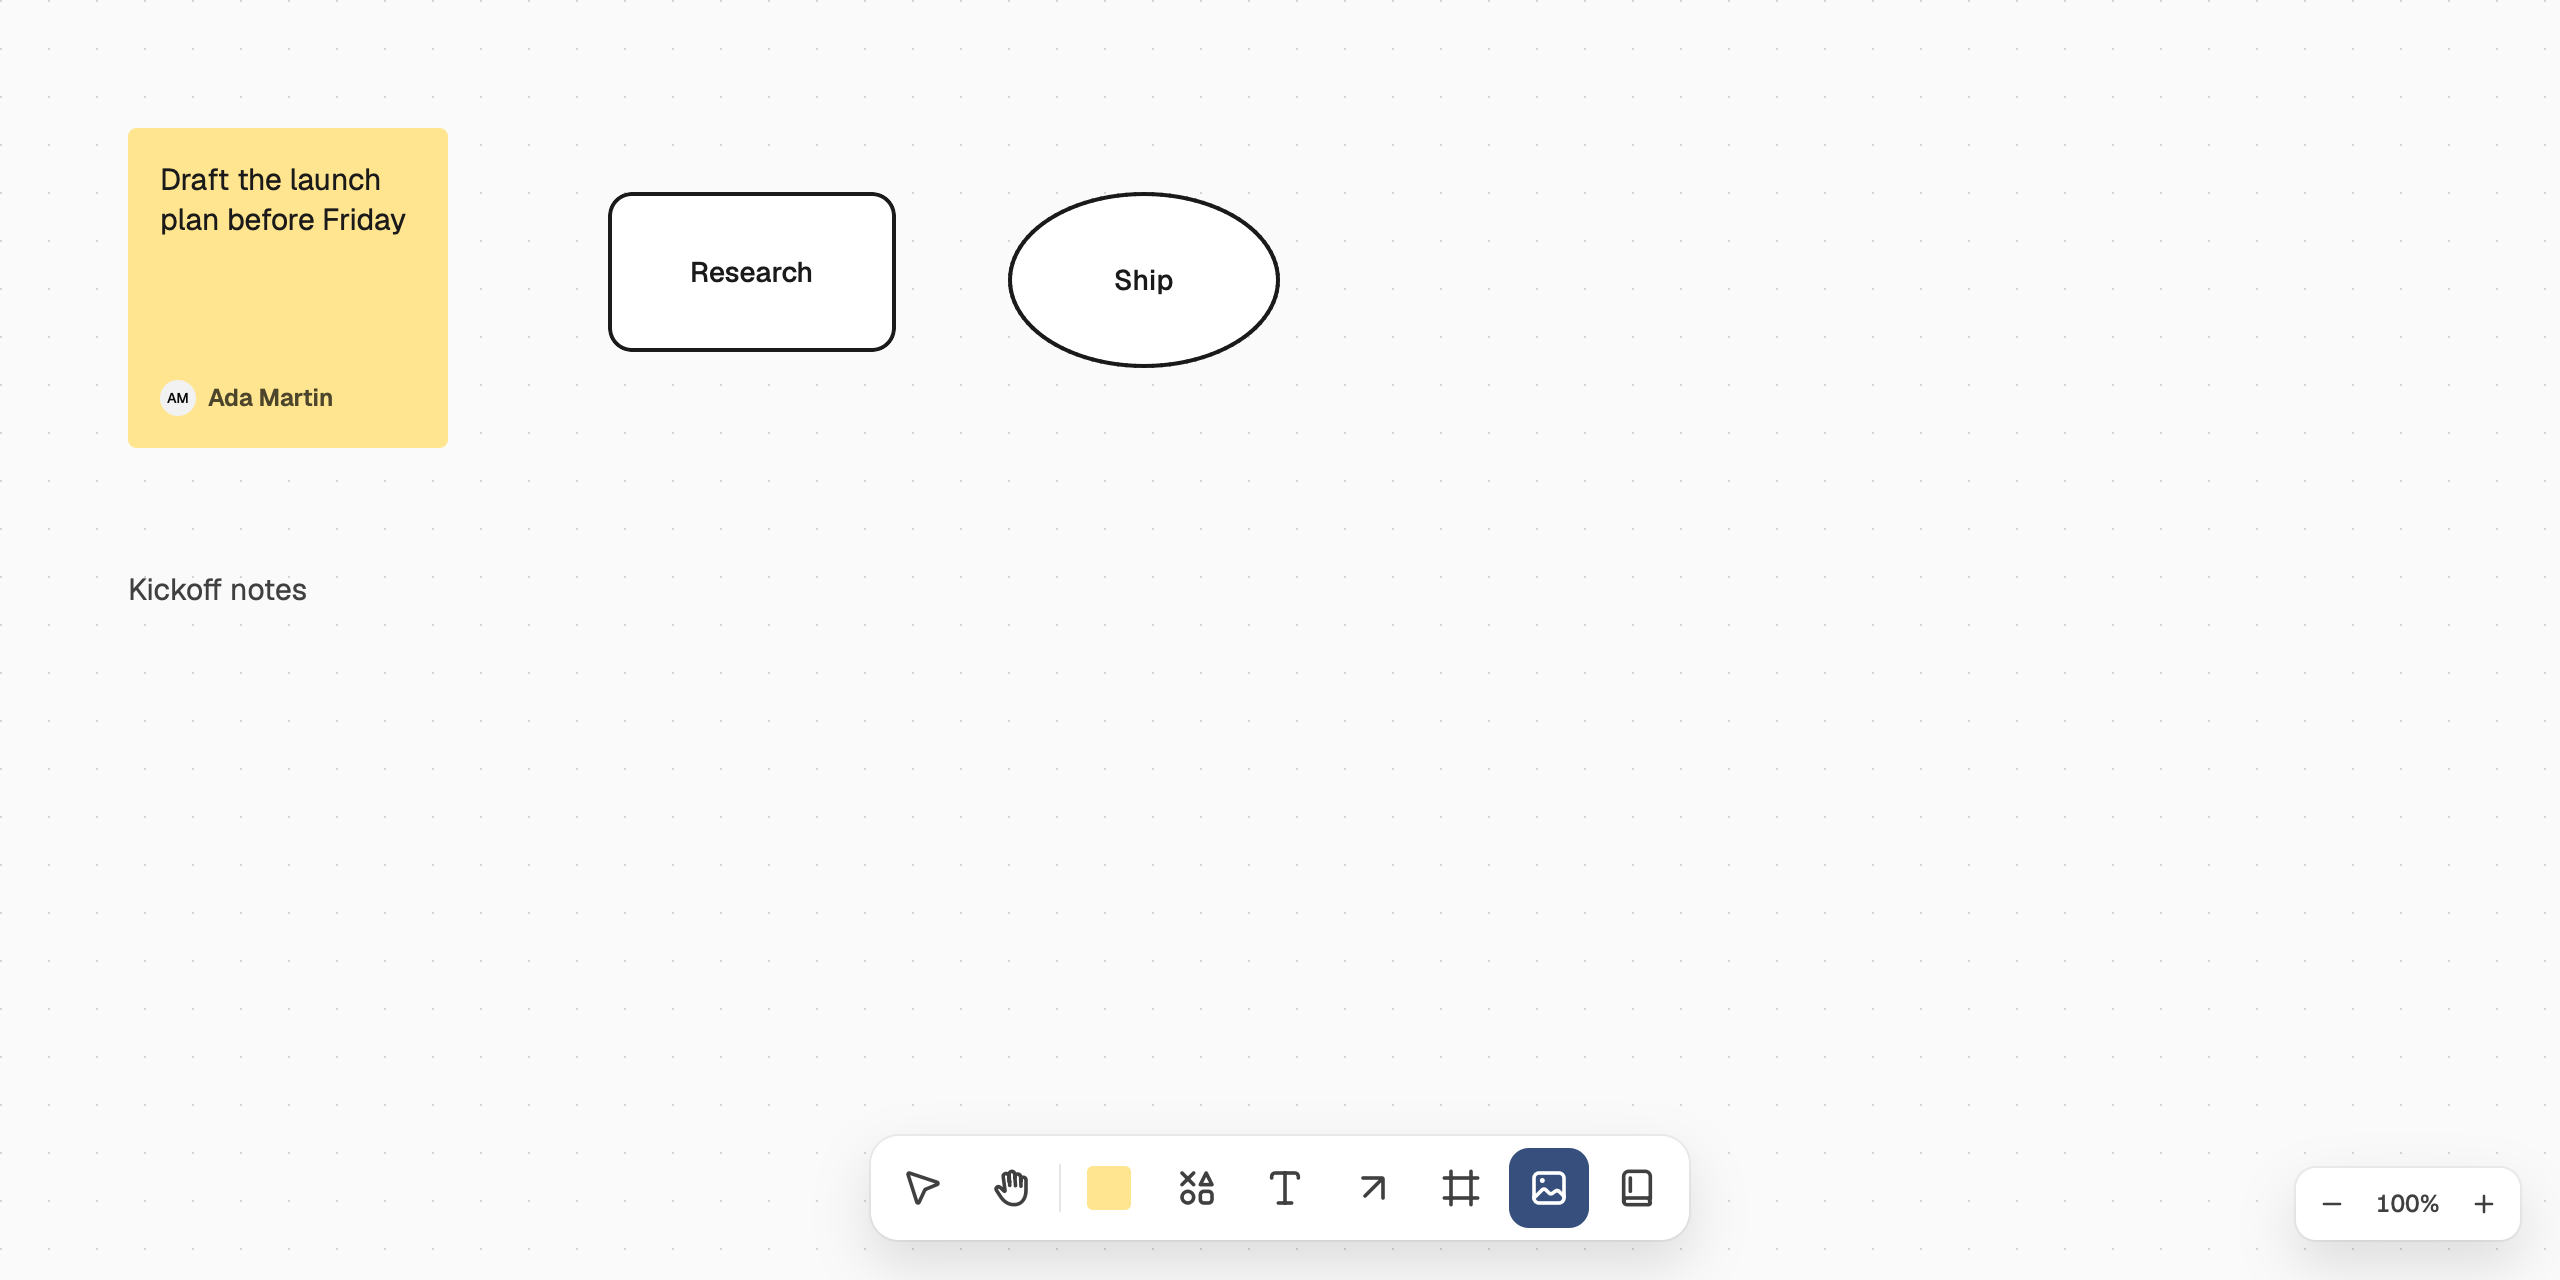 Draft the launch
plan before Friday
AM Ada Martin
Research
Ship
Kickoff notes
100%